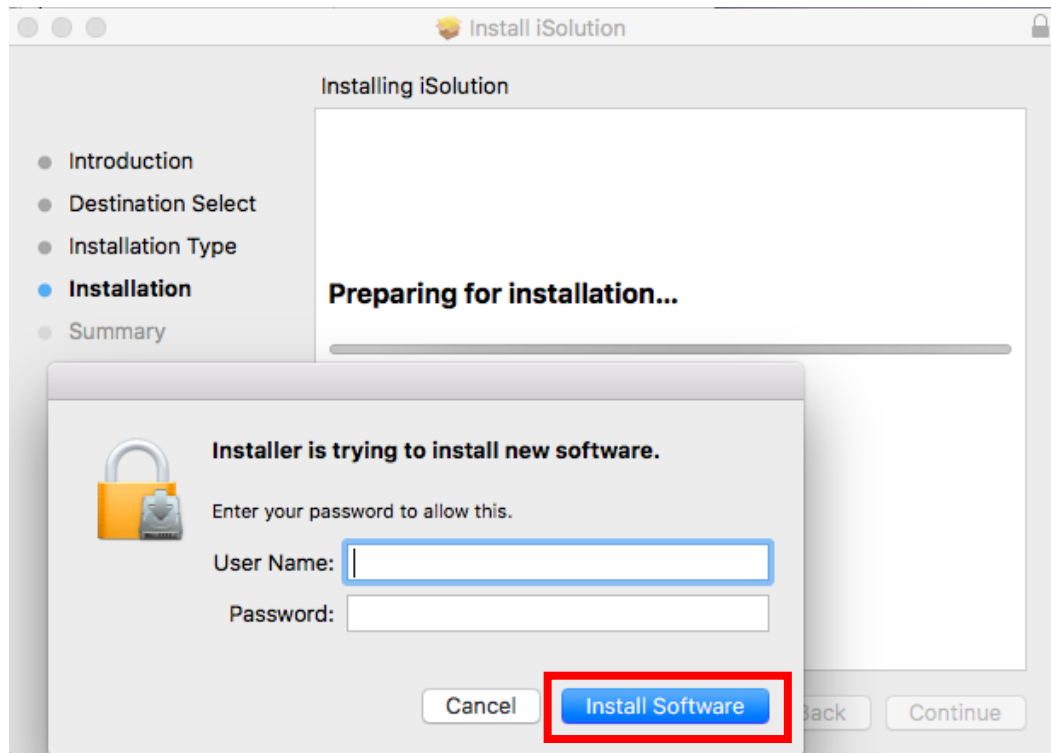 Install iSolution
Installing iSolution
Introduction
Destination Select
Installation Type
Installation
Summary
Preparing for installation...
Installer is trying to install new software.
Enter your password to allow this.
User Name:
Password:
Cancel
Install Software
Back
Continue